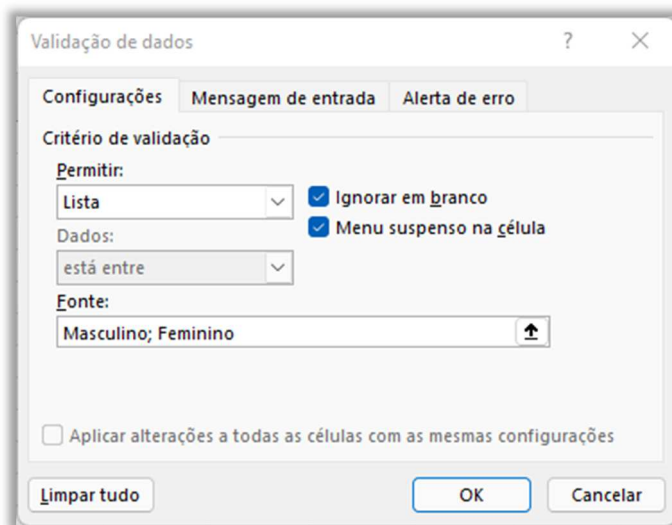 Validação de dados ?
Configurações Mensagem de entrada Alerta de erro
Critério de validação
Permitir:
Lista
Ignorar em branco
Menu suspenso na célula
Dados:
está entre
Fonte:
Masculino; Feminino
Aplicar alterações a todas as células com as mesmas configurações
Limpar tudo OK Cancelar